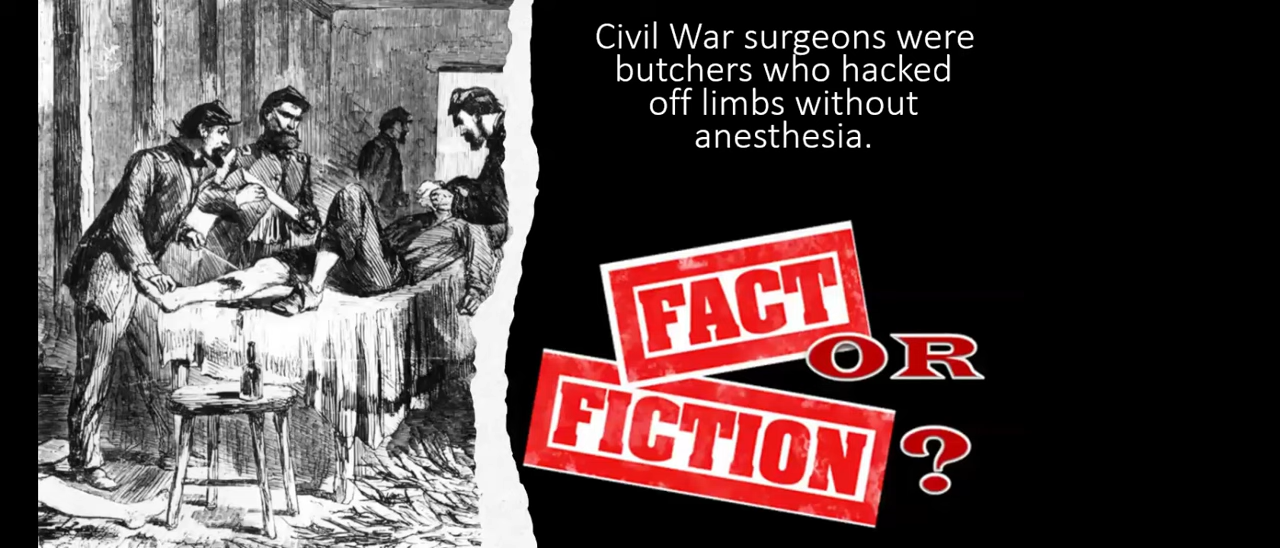 Civil War surgeons were
butchers who hacked
off limbs without
anesthesia.
FACT
OR
FICTION
?